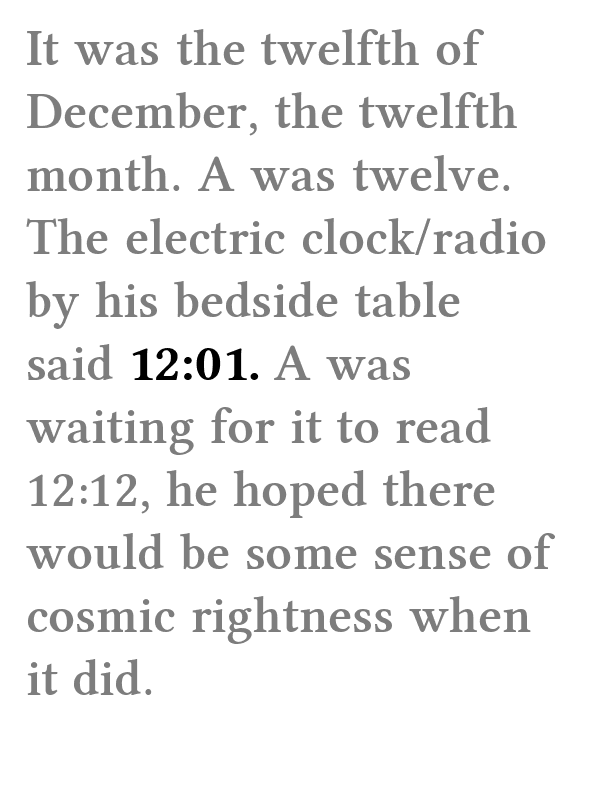 It was the twelfth of
December, the twelfth
month. A was twelve.
The electric clock/radio
by his bedside table
said 12:01. A was
waiting for it to read
12:12, he hoped there
would be some sense of
cosmic rightness when
it did.